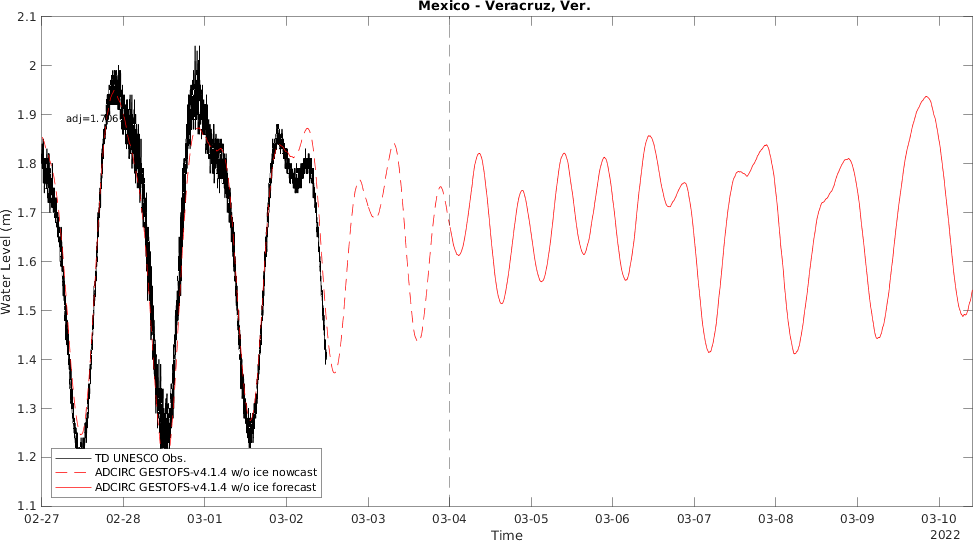 Mexico - Veracruz, Ver.
2.1
2
1.9
1.8
1.7
1.6
1.5
1.4
1.3
1.2
1.1
Water Level (m)
TD UNESCO Obs.
ADCIRC GESTOFS-v4.1.4 w/o ice nowcast
ADCIRC GESTOFS-v4.1.4 w/o ice forecast
02-27 02-28 03-01 03-02 03-03 03-04 03-05 03-06 03-07 03-08 03-09 03-10
Time
2022